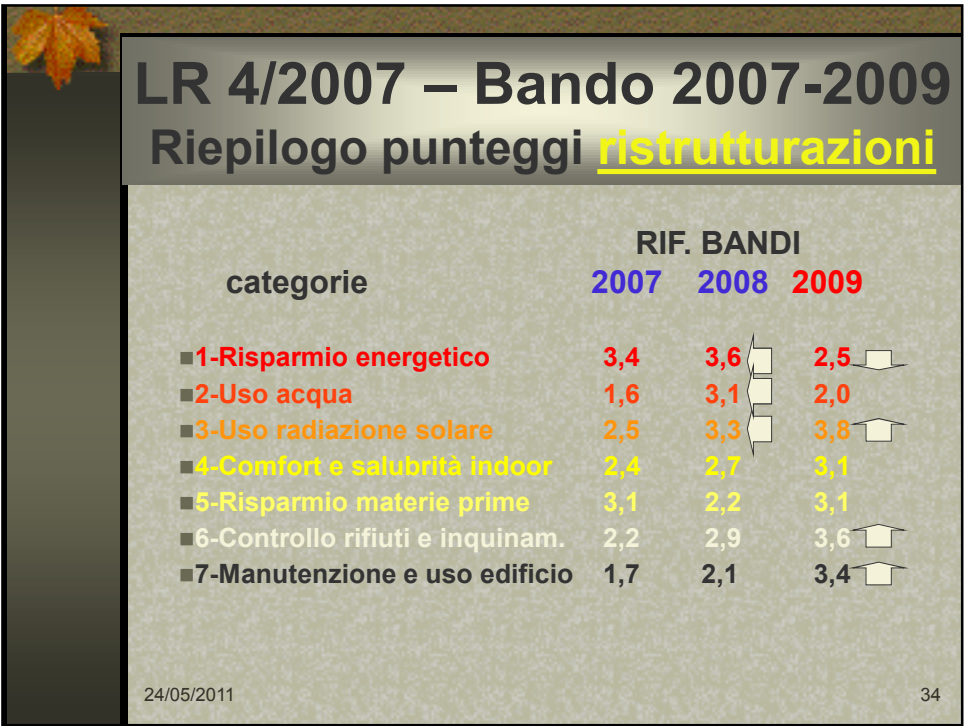 LR 4/2007 – Bando 2007-2009
Riepilogo punteggi ristrutturazioni
RIF. BANDI
categorie 2007 2008 2009
1-Risparmio energetico 3,4 3,6 2,5
2-Uso acqua 1,6 3,1 2,0
3-Uso radiazione solare 2,5 3,3 3,8
4-Comfort e salubrità indoor 2,4 2,7 3,1
5-Risparmio materie prime 3,1 2,2 3,1
6-Controllo rifiuti e inquinam. 2,2 2,9 3,6
7-Manutenzione e uso edificio 1,7 2,1 3,4
24/05/2011 34